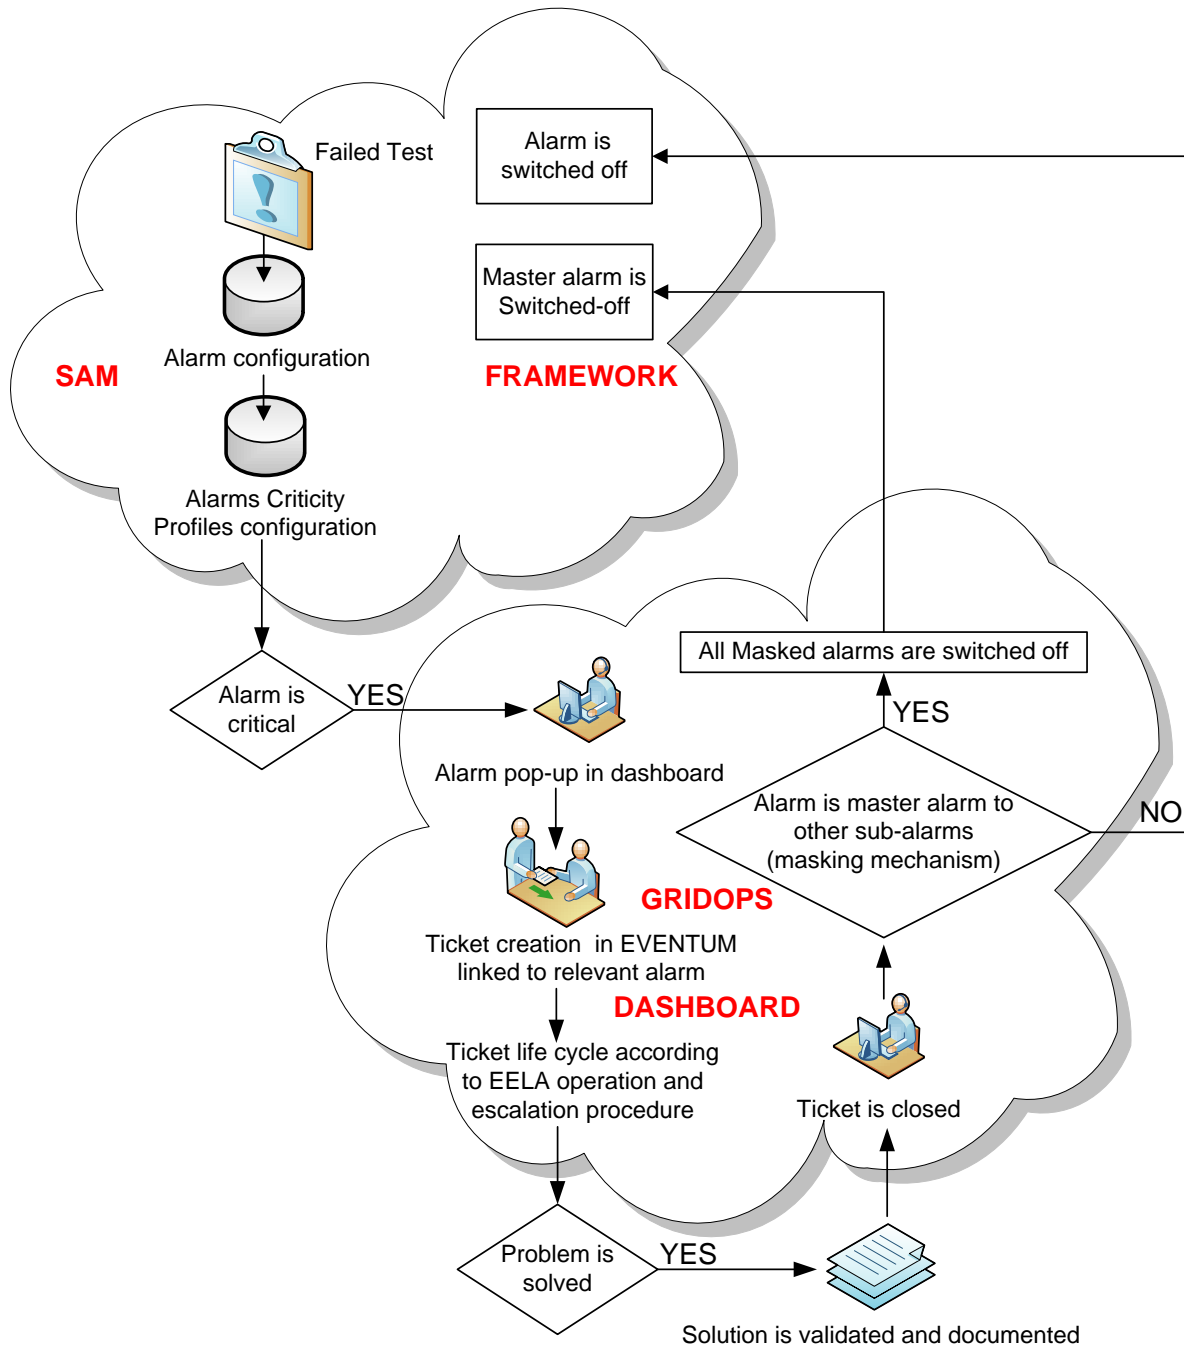 Failed Test
Alarm is
switched off
Master alarm is
Switched-off
Alarm configuration
SAM
FRAMEWORK
Alarms Criticity
Profiles configuration
All Masked alarms are switched off
Alarm is
critical
YES
YES
Alarm pop-up in dashboard
Alarm is master alarm to
other sub-alarms
(masking mechanism)
NO
GRIDOPS
Ticket creation in EVENTUM
linked to relevant alarm
DASHBOARD
Ticket life cycle according
to EELA operation and
escalation procedure
Ticket is closed
Problem is
solved
YES
Solution is validated and documented